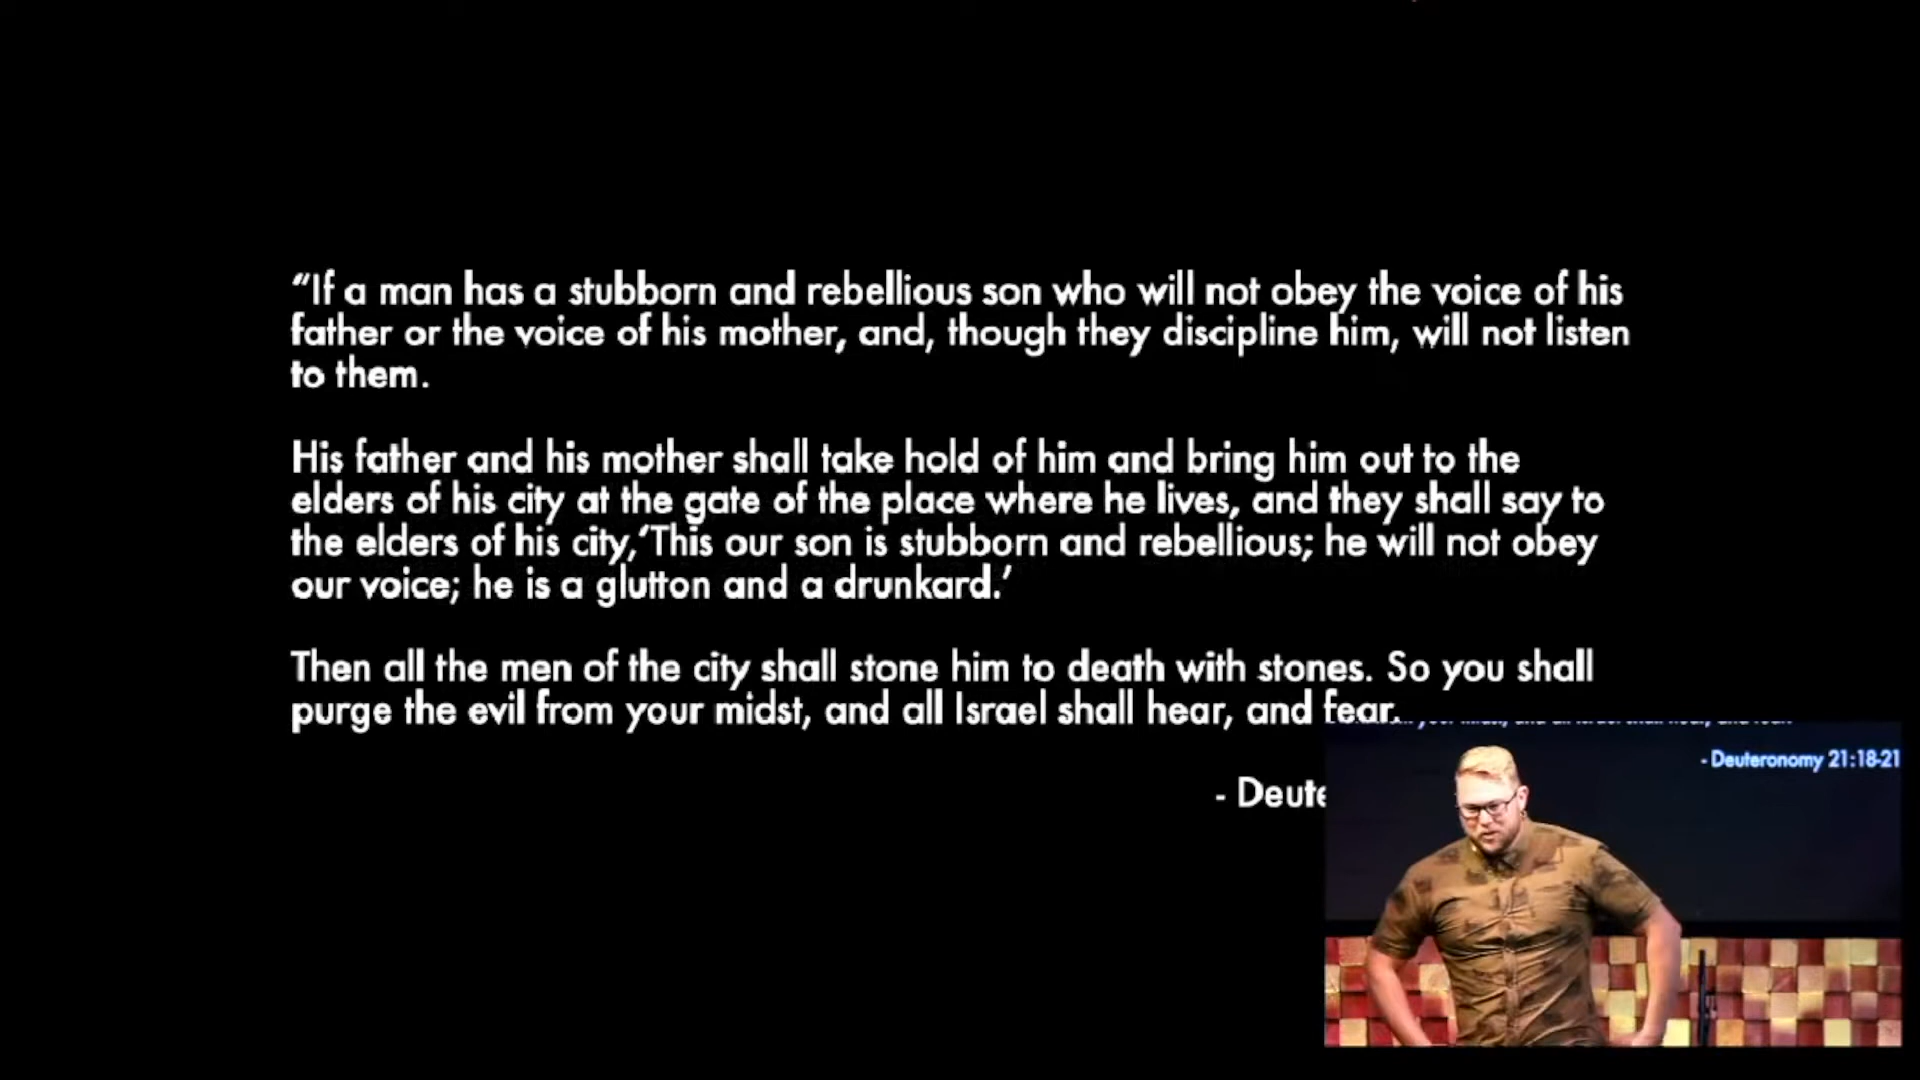 “If a man has a stubborn and rebellious son who will not obey the voice of his
father or the voice of his mother, and, though they discipline him, will not listen
to them.
His father and his mother shall take hold of him and bring him out to the
elders of his city at the gate of the place where he lives, and they shall say to
the elders of his city,‘This our son is stubborn and rebellious; he will not obey
our voice; he is a glutton and a drunkard.’
Then all the men of the city shall stone him to death with stones. So you shall
purge the evil from your midst, and all Israel shall hear, and fear.
- Deute
- Deuteronomy 21:18-21